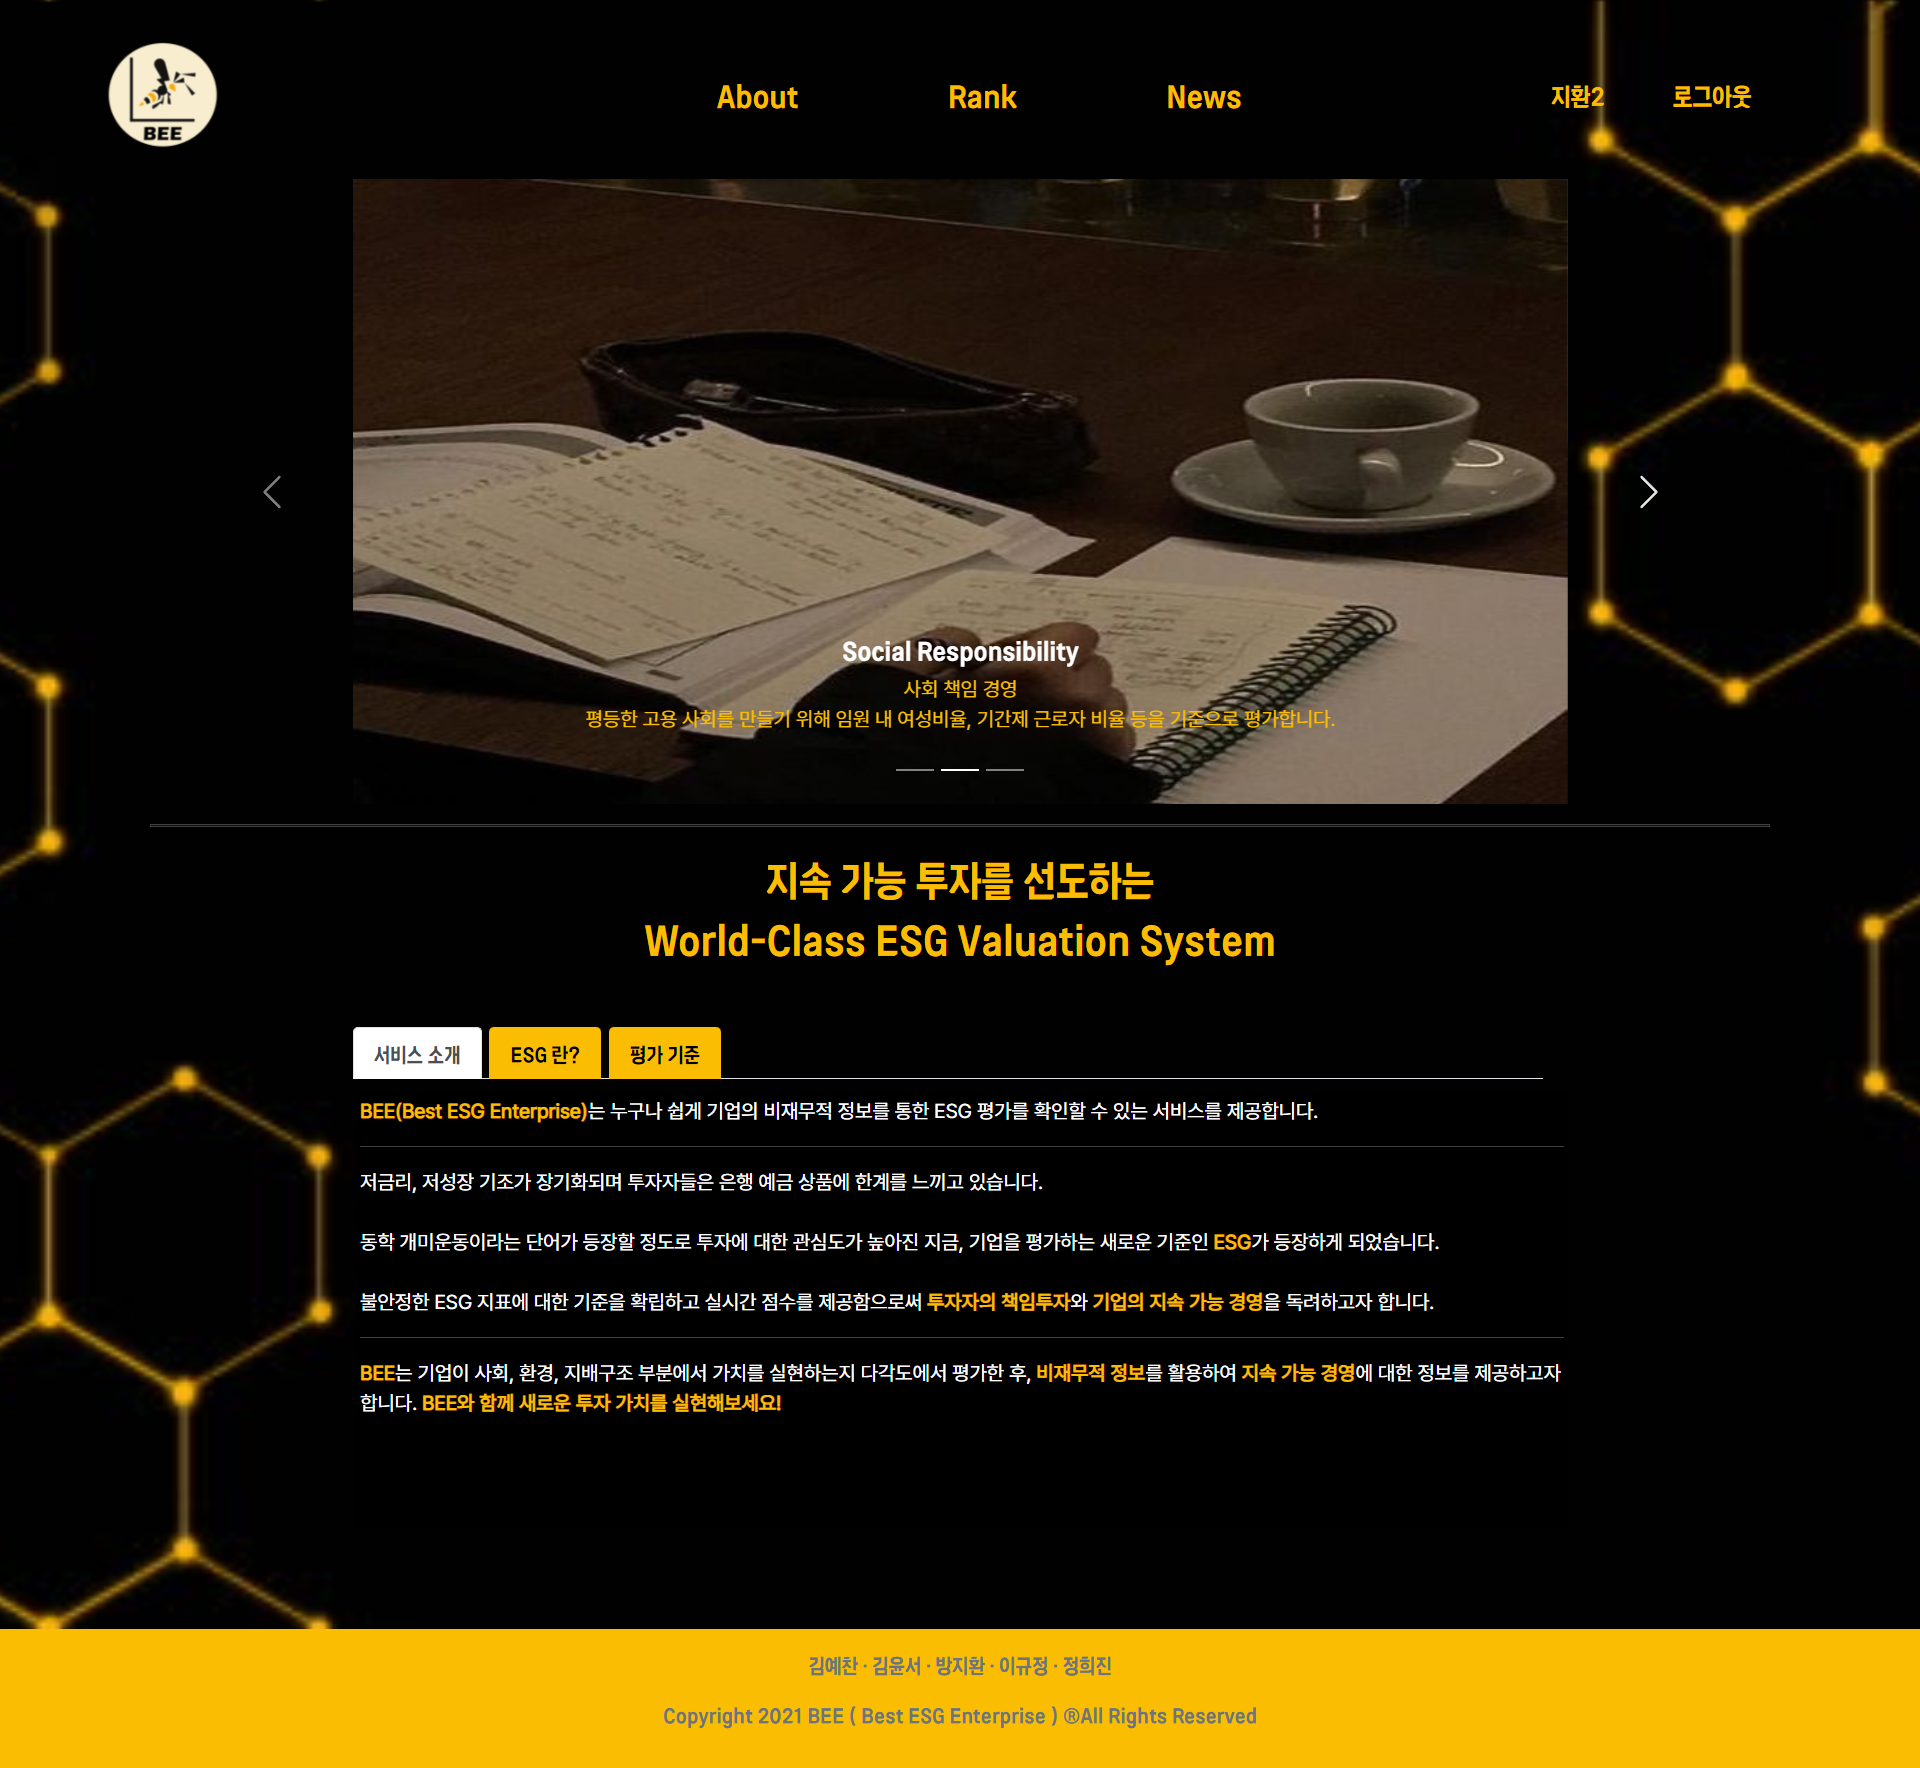 BEE
About Rank News 지환2 로그아웃
Social Responsibility
사회 책임 경영
평등한 고용 사회를 만들기 위해 임원 내 여성비율, 기간제 근로자 비율 등을 기준으로 평가합니다.
지속 가능 투자를 선도하는
World-Class ESG Valuation System
서비스 소개 ESG 란? 평가 기준
BEE(Best ESG Enterprise)는 누구나 쉽게 기업의 비재무적 정보를 통한 ESG 평가를 확인할 수 있는 서비스를 제공합니다.
저금리, 저성장 기조가 장기화되며 투자자들은 은행 예금 상품에 한계를 느끼고 있습니다.
동학 개미운동이라는 단어가 등장할 정도로 투자에 대한 관심도가 높아진 지금, 기업을 평가하는 새로운 기준인 ESG가 등장하게 되었습니다.
불안정한 ESG 지표에 대한 기준을 확립하고 실시간 점수를 제공함으로써 투자자의 책임투자와 기업의 지속 가능 경영을 독려하고자 합니다.
BEE는 기업이 사회, 환경, 지배구조 부분에서 가치를 실현하는지 다각도에서 평가한 후, 비재무적 정보를 활용하여 지속 가능 경영에 대한 정보를 제공하고자
합니다. BEE와 함께 새로운 투자 가치를 실현해보세요!
김예찬 · 김윤서 · 방지환 · 이규정 · 정희진
Copyright 2021 BEE ( Best ESG Enterprise ) ®All Rights Reserved